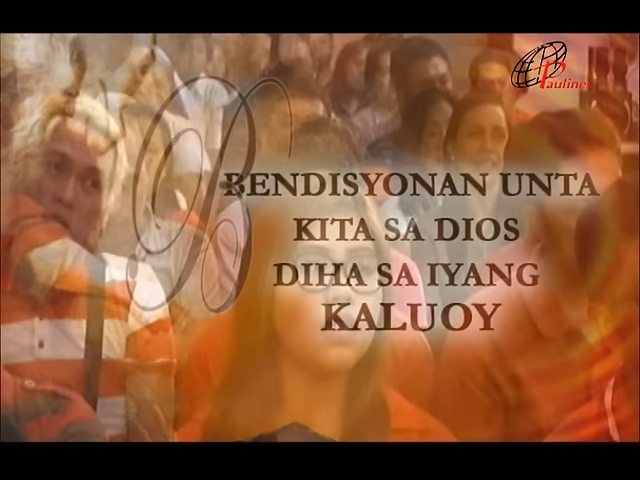 Paulines
B
BENDISYONAN UNTA
KITA SA DIOS
DIHA SA IYANG
KALUOY